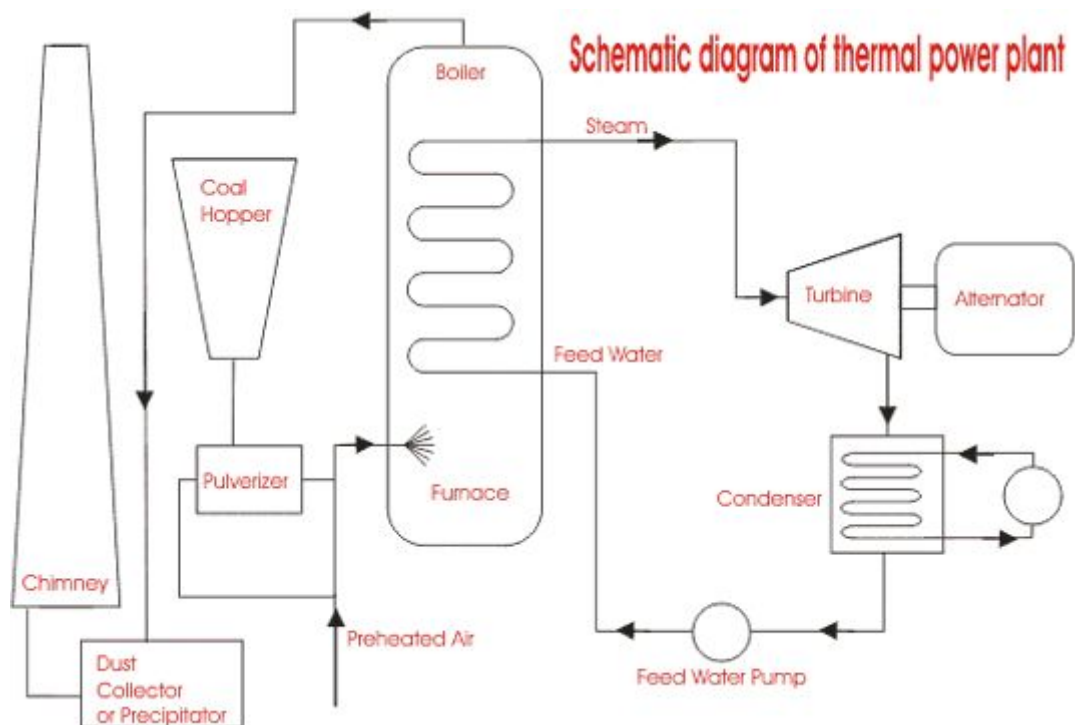 Schematic diagram of thermal power plant
Boiler
Steam
Coal
Hopper
Turbine
Alternator
Feed Water
Pulverizer
Furnace
Condenser
Chimney
Preheated Air
Feed Water Pump
Dust
Collector
or Precipitator